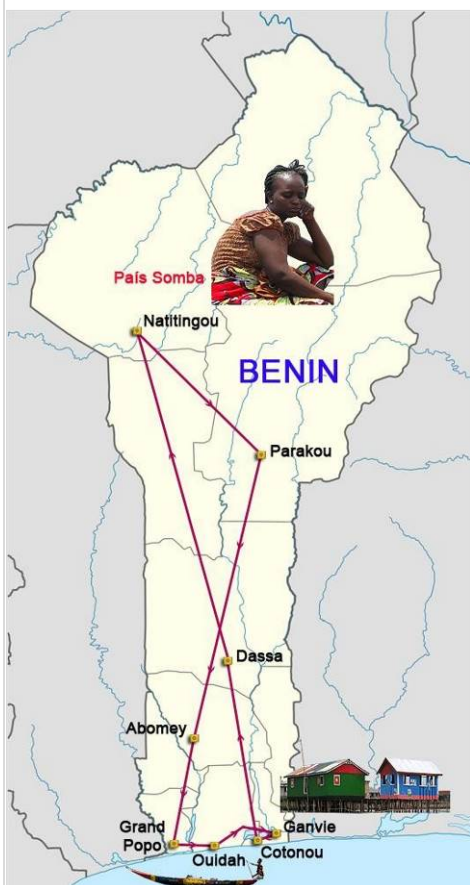 País Somba
Natitingou
BENIN
Parakou
Dassa
Abomey
Grand
Popo
Ganvie
Ouidah
Cotonou